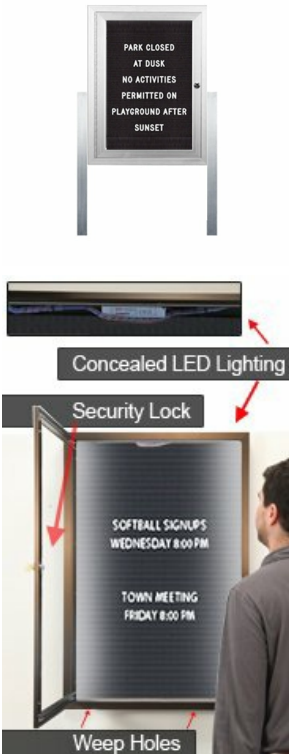 PARK CLOSED
AT DUSK
NO ACTIVITIES
PERMITTED ON
PLAYGROUND AFTER
SUNSET
Concealed LED Lighting
Security Lock
SOFTBALL SIGNUPS
WEDNESDAY 8:00 PM
TOWN MEETING
FRIDAY 8:00 PM
Weep Holes